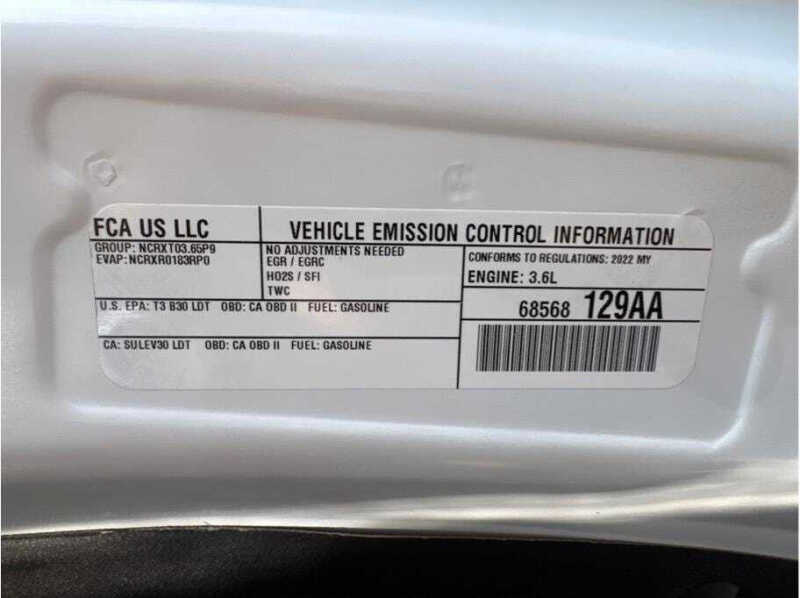 FCA US LLC
VEHICLE EMISSION CONTROL INFORMATION
GROUP: NCRXT03.65P9
EVAP: NCRXR0183RP0
NO ADJUSTMENTS NEEDED
EGR / EGRC
HO2S / SFI
TWC
CONFORMS TO REGULATIONS: 2022 MY
ENGINE: 3.6L
U.S. EPA: T3 B30 LDT OBD: CA OBD II FUEL: GASOLINE
68568 129AA
CA: SULEV30 LDT OBD: CA OBD II FUEL: GASOLINE